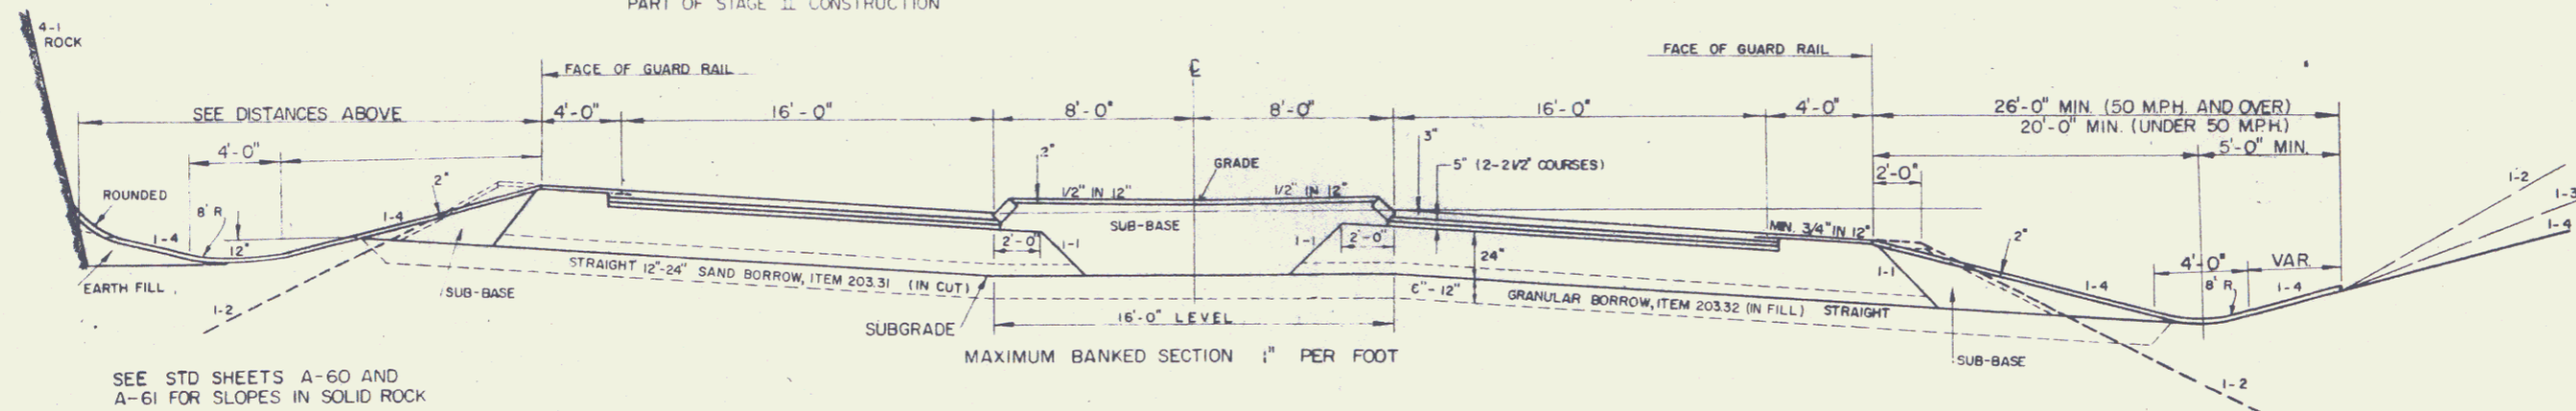 PART OF STAGE II CONSTRUCTION
4-1
ROCK
FACE OF GUARD RAIL
℄
FACE OF GUARD RAIL
SEE DISTANCES ABOVE
4'-0"
16'-0"
8'-0"
8'-0"
16'-0"
4'-0"
26'-0" MIN. (50 M.P.H. AND OVER)
20'-0" MIN. (UNDER 50 M.P.H.)
4'-0"
5'-0" MIN.
2"
3"
5" (2-2 1/2" COURSES)
GRADE
2'-0"
2"
1-2
1-3
1-4
ROUNDED
8' R
1-4
12"
1-4
1/2" IN 12"
1/2" IN 12"
SUB-BASE
MIN. 3/4" IN 12"
2"
2'-0"
1-1
1-1
2'-0"
24"
1-1
4'-0"
VAR.
8' R
1-4
1-4
STRAIGHT 12"-24" SAND BORROW, ITEM 203.31 (IN CUT)
6"-12"
GRANULAR BORROW, ITEM 203.32 (IN FILL) STRAIGHT
EARTH FILL
SUB-BASE
1-2
SUBGRADE
16'-0" LEVEL
MAXIMUM BANKED SECTION 1" PER FOOT
SUB-BASE
1-2
SEE STD SHEETS A-60 AND
A-61 FOR SLOPES IN SOLID ROCK